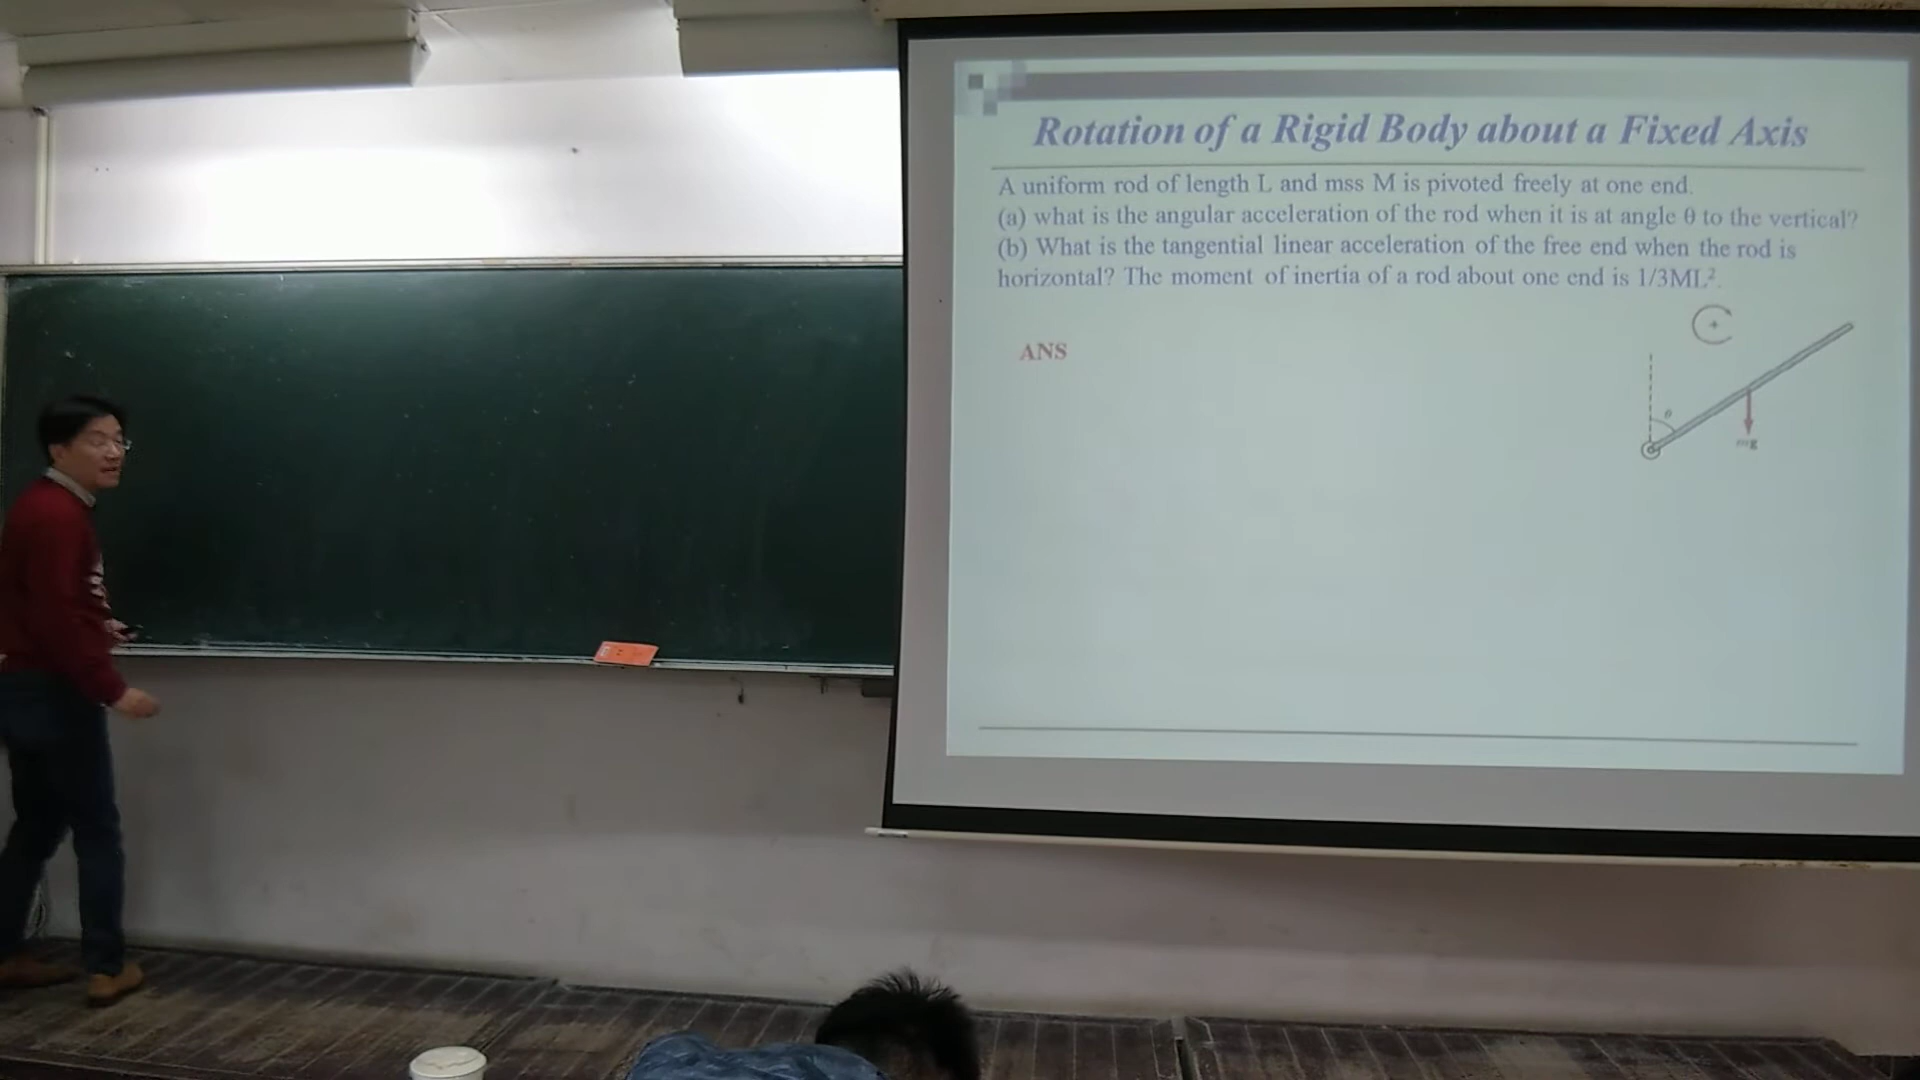 Rotation of a Rigid Body about a Fixed Axis
A uniform rod of length L and mss M is pivoted freely at one end.
(a) what is the angular acceleration of the rod when it is at angle θ to the vertical?
(b) What is the tangential linear acceleration of the free end when the rod is
horizontal? The moment of inertia of a rod about one end is 1/3ML².
ANS
+
θ
mg